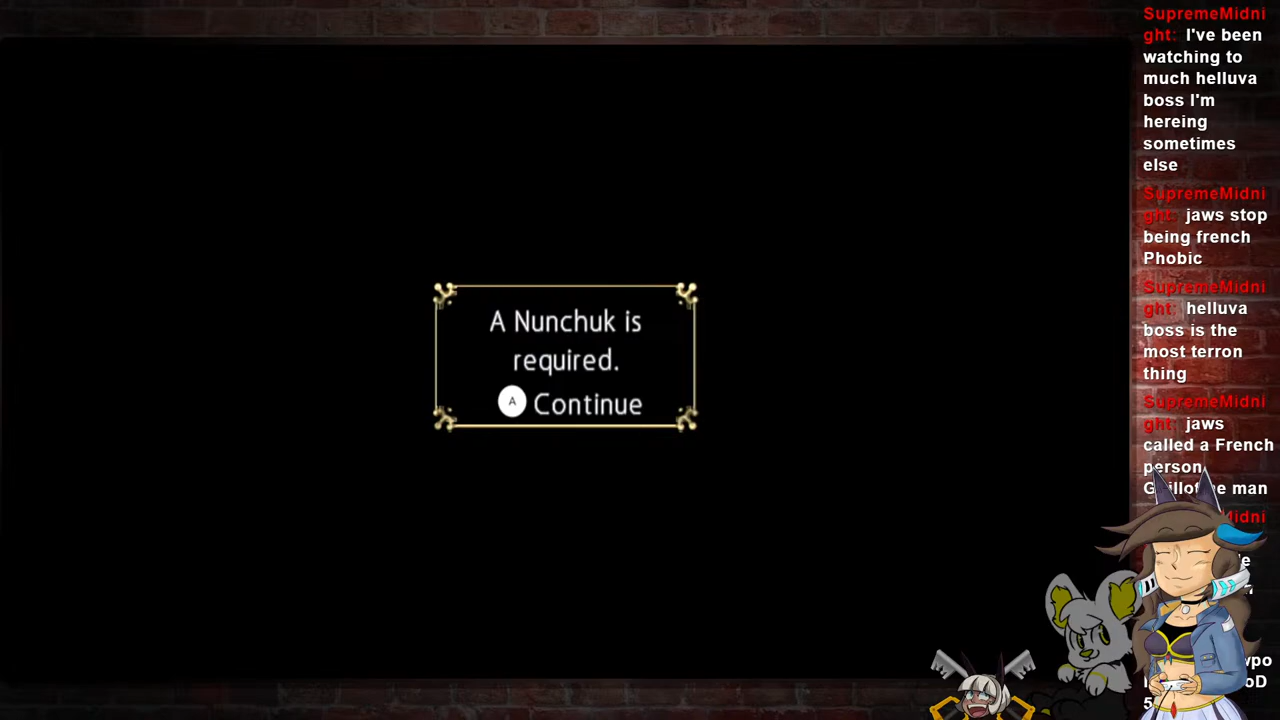 A Nunchuk is
required.
A Continue
SupremeMidni
ght: I've been
watching to
much helluva
boss I'm
hereing
sometimes
else
SupremeMidni
ght: jaws stop
being french
Phobic
SupremeMidni
ght: helluva
boss is the
most terron
thing
SupremeMidni
ght: jaws
called a French
person
man